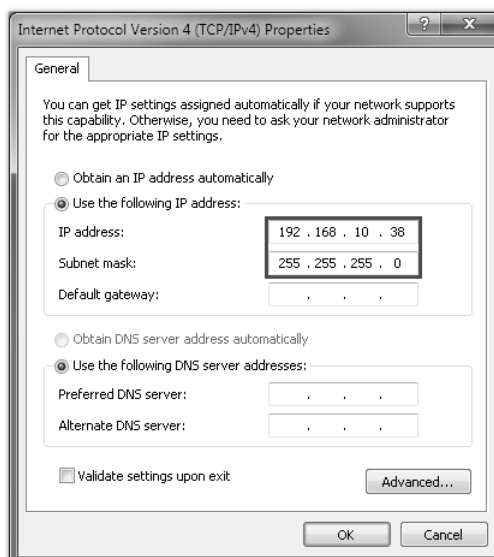 Internet Protocol Version 4 (TCP/IPv4) Properties
? x
General
You can get IP settings assigned automatically if your network supports
this capability. Otherwise, you need to ask your network administrator
for the appropriate IP settings.
Obtain an IP address automatically
Use the following IP address:
IP address: 192 . 168 . 10 . 38
Subnet mask: 255 . 255 . 255 . 0
Default gateway: . . .
Obtain DNS server address automatically
Use the following DNS server addresses:
Preferred DNS server: . . .
Alternate DNS server: . . .
Validate settings upon exit
Advanced...
OK Cancel